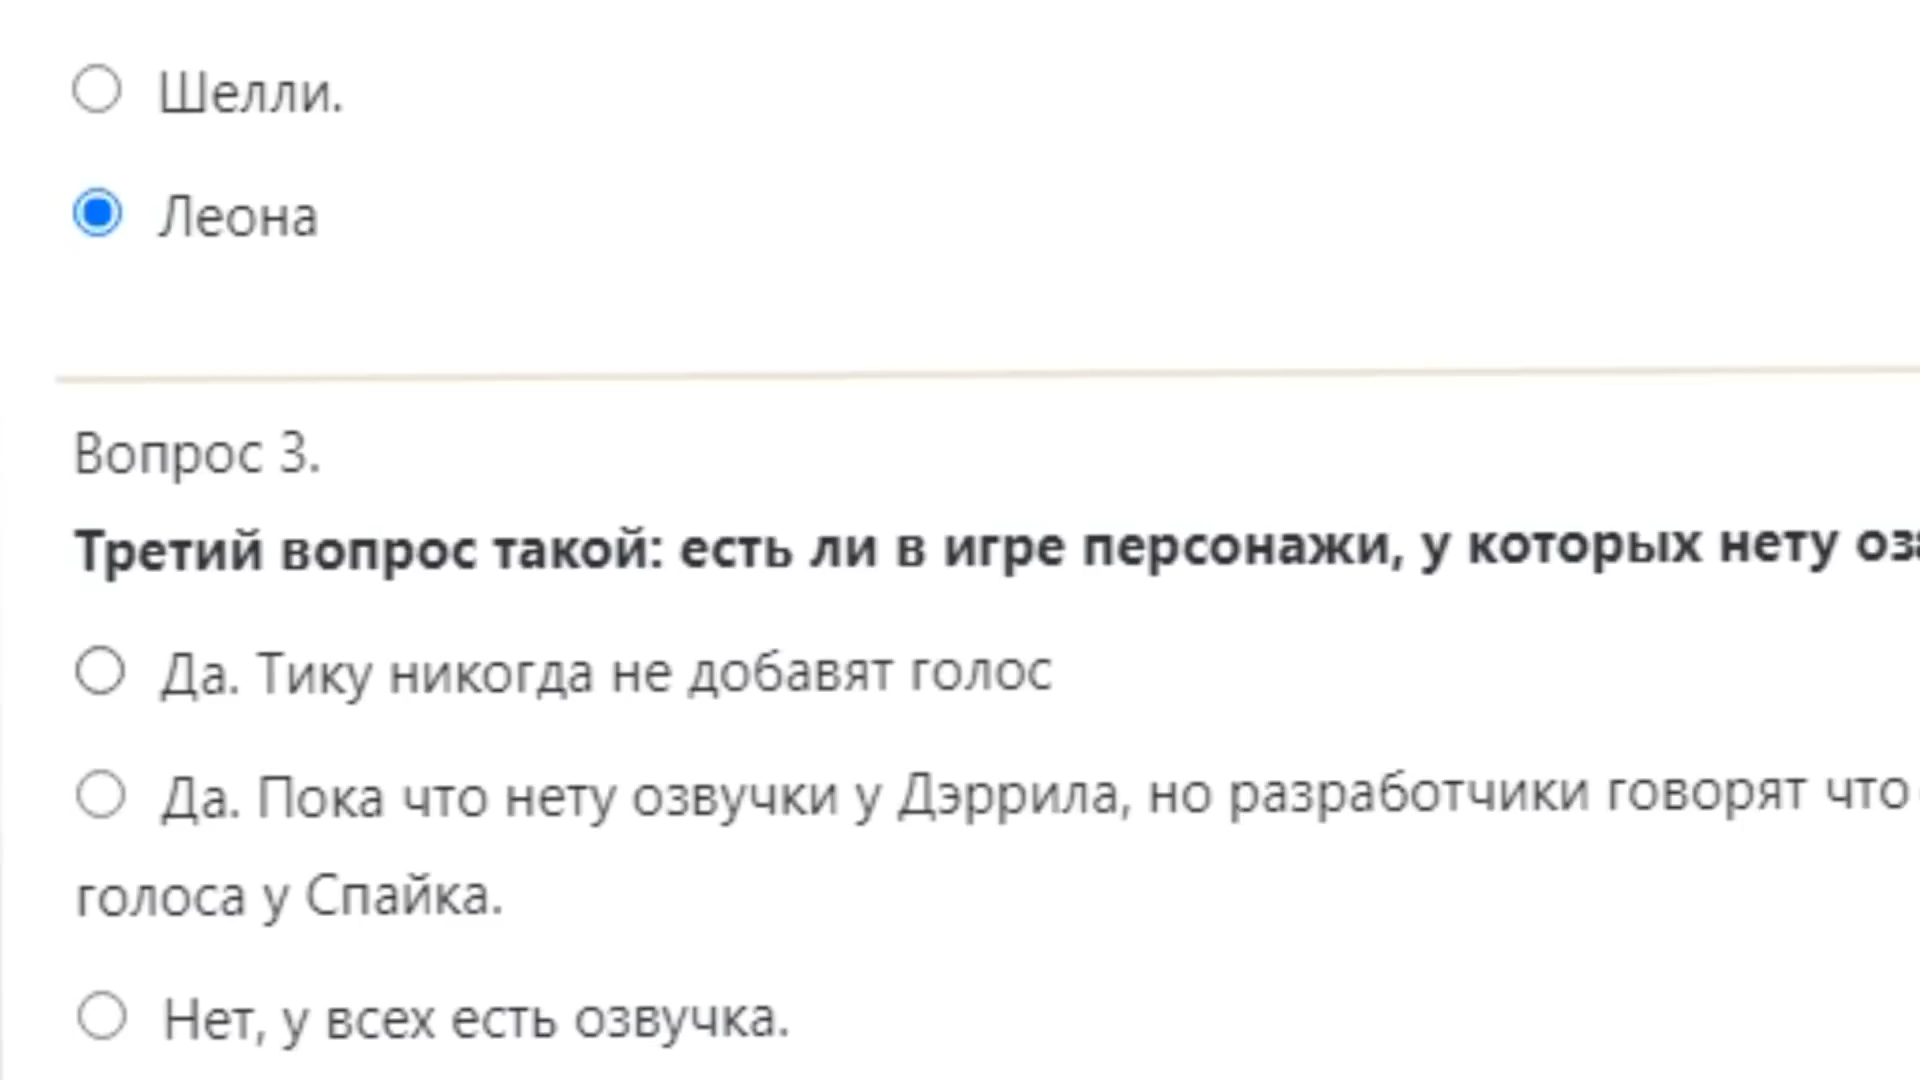 Шелли.
Леона
Вопрос 3.
Третий вопрос такой: есть ли в игре персонажи, у которых нету
Да. Тику никогда не добавят голос
Да. Пока что нету озвучки у Дэррила, но разработчики говорят что
голоса у Спайка.
Нет, у всех есть озвучка.